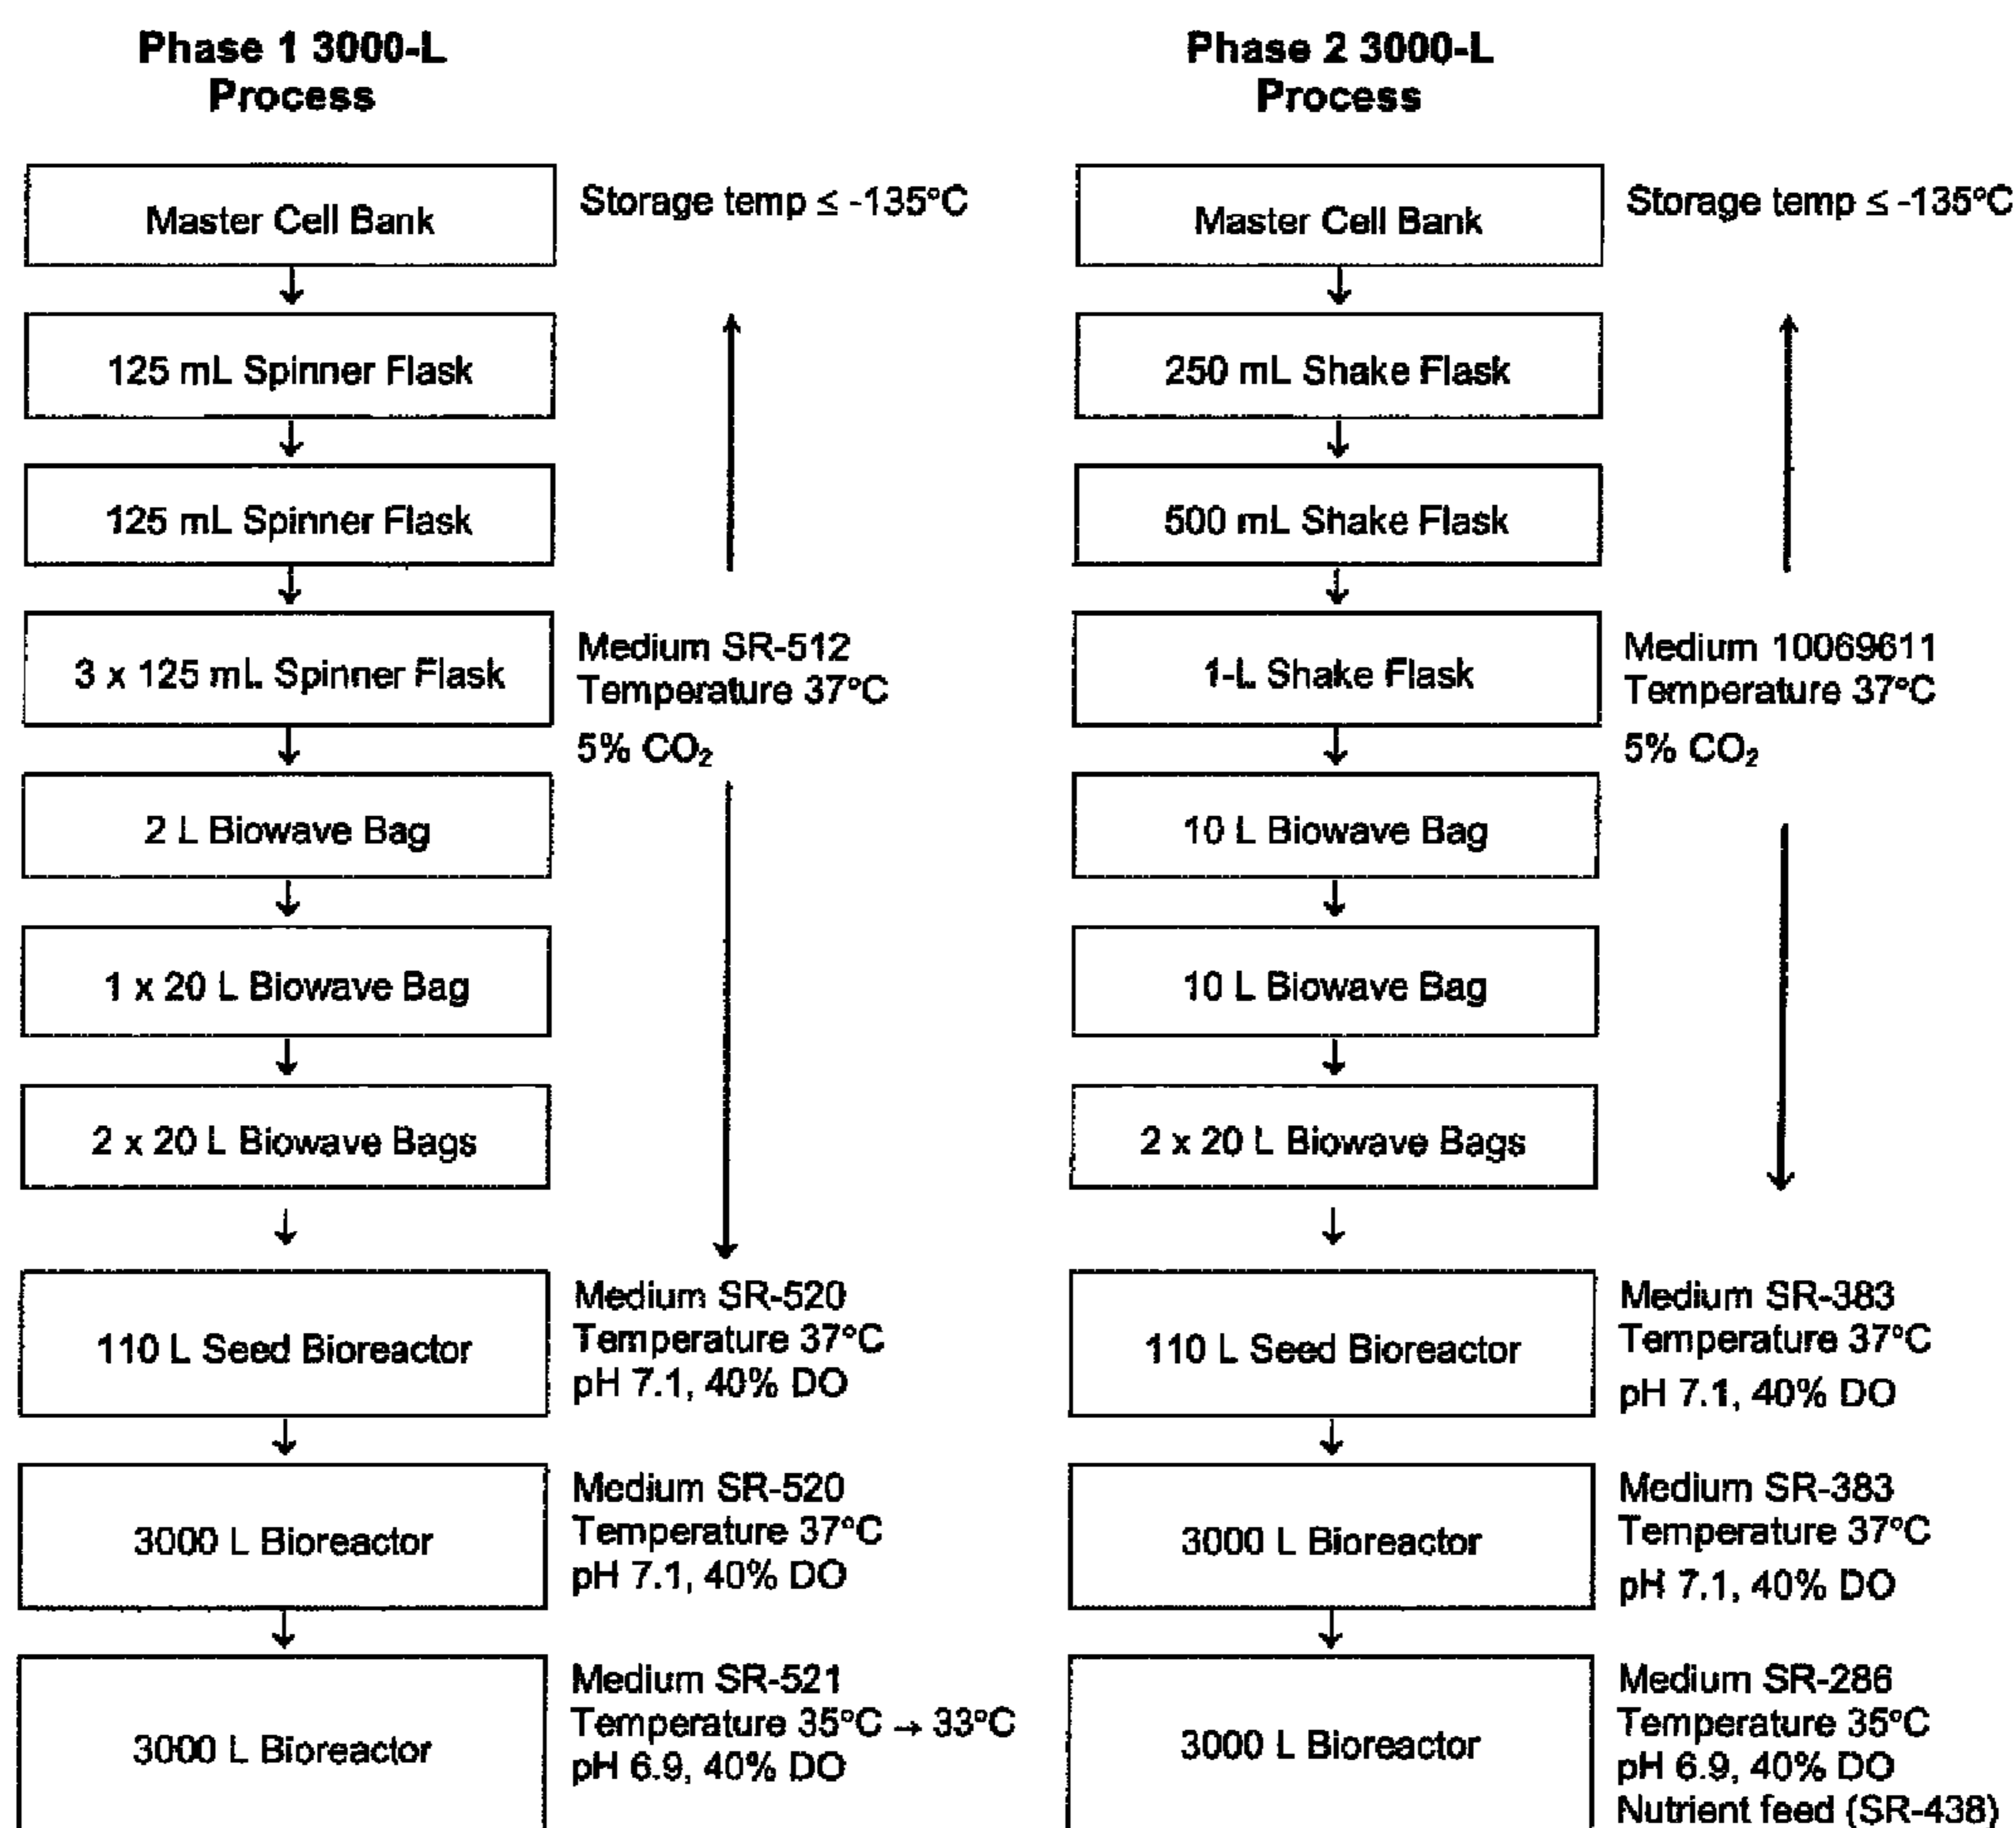 Phase 1 3000-L
Process
Master Cell Bank
Storage temp ≤ -135°C
125 mL Spinner Flask
125 mL Spinner Flask
3 x 125 mL Spinner Flask
Medium SR-512
Temperature 37°C
5% CO₂
2 L Biowave Bag
1 x 20 L Biowave Bag
2 x 20 L Biowave Bags
110 L Seed Bioreactor
Medium SR-520
Temperature 37°C
pH 7.1, 40% DO
3000 L Bioreactor
Medium SR-520
Temperature 37°C
pH 7.1, 40% DO
3000 L Bioreactor
Medium SR-521
Temperature 35°C → 33°C
pH 6.9, 40% DO
Phase 2 3000-L
Process
Master Cell Bank
Storage temp ≤ -135°C
250 mL Shake Flask
500 mL Shake Flask
1-L Shake Flask
Medium 10069611
Temperature 37°C
5% CO₂
10 L Biowave Bag
10 L Biowave Bag
2 x 20 L Biowave Bags
110 L Seed Bioreactor
Medium SR-383
Temperature 37°C
pH 7.1, 40% DO
3000 L Bioreactor
Medium SR-383
Temperature 37°C
pH 7.1, 40% DO
3000 L Bioreactor
Medium SR-286
Temperature 35°C
pH 6.9, 40% DO
Nutrient feed (SR-438)